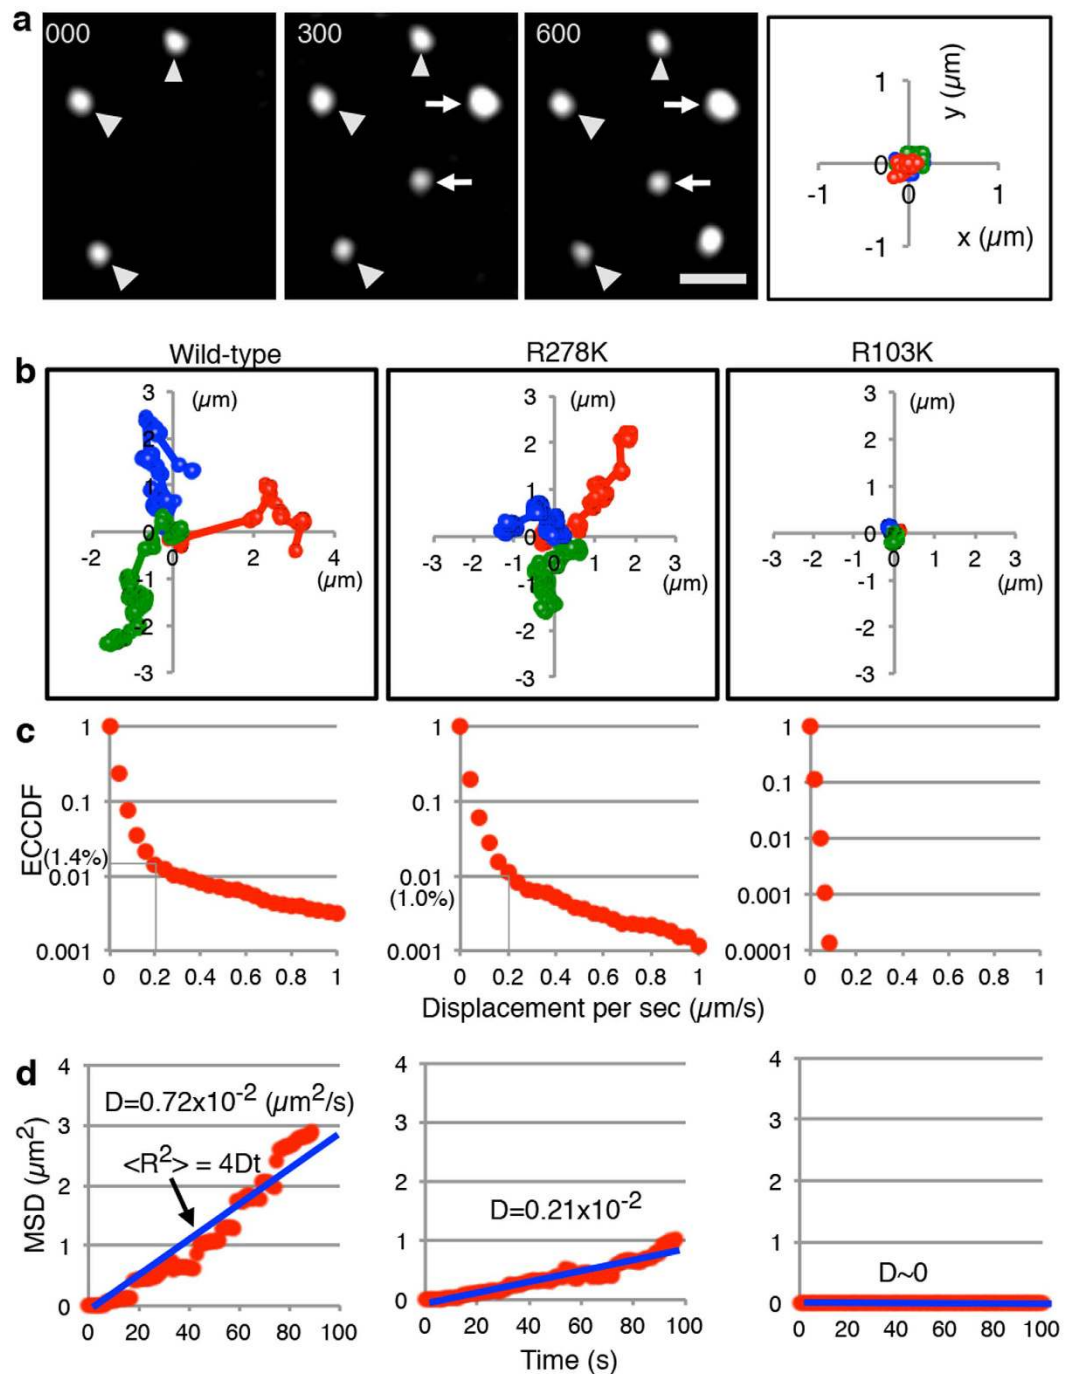 a
000
300
600
1
y (µm)
0
-1
0
1
-1
x (µm)
b
Wild-type
R278K
R103K
3
(µm)
2
1
0
-2
0
2
4
-1
(µm)
-2
-3
3
(µm)
2
1
0
-3
-2
-1
0
1
2
3
-1
(µm)
-2
-3
3
(µm)
2
1
0
-3
-2
-1
0
1
2
3
-1
(µm)
-2
-3
c
ECCDF
1
0.1
(1.4%)
0.01
0.001
0 0.2 0.4 0.6 0.8 1
1
0.1
0.01
(1.0%)
0.001
0 0.2 0.4 0.6 0.8 1
1
0.1
0.01
0.001
0.0001
0 0.2 0.4 0.6 0.8 1
Displacement per sec (µm/s)
d
MSD (µm²)
4
D=0.72x10⁻² (µm²/s)
3
<R²> = 4Dt
2
1
0
0 20 40 60 80 100
4
3
2
D=0.21x10⁻²
1
0
0 20 40 60 80 100
4
3
2
1
D~0
0
0 20 40 60 80 100
Time (s)